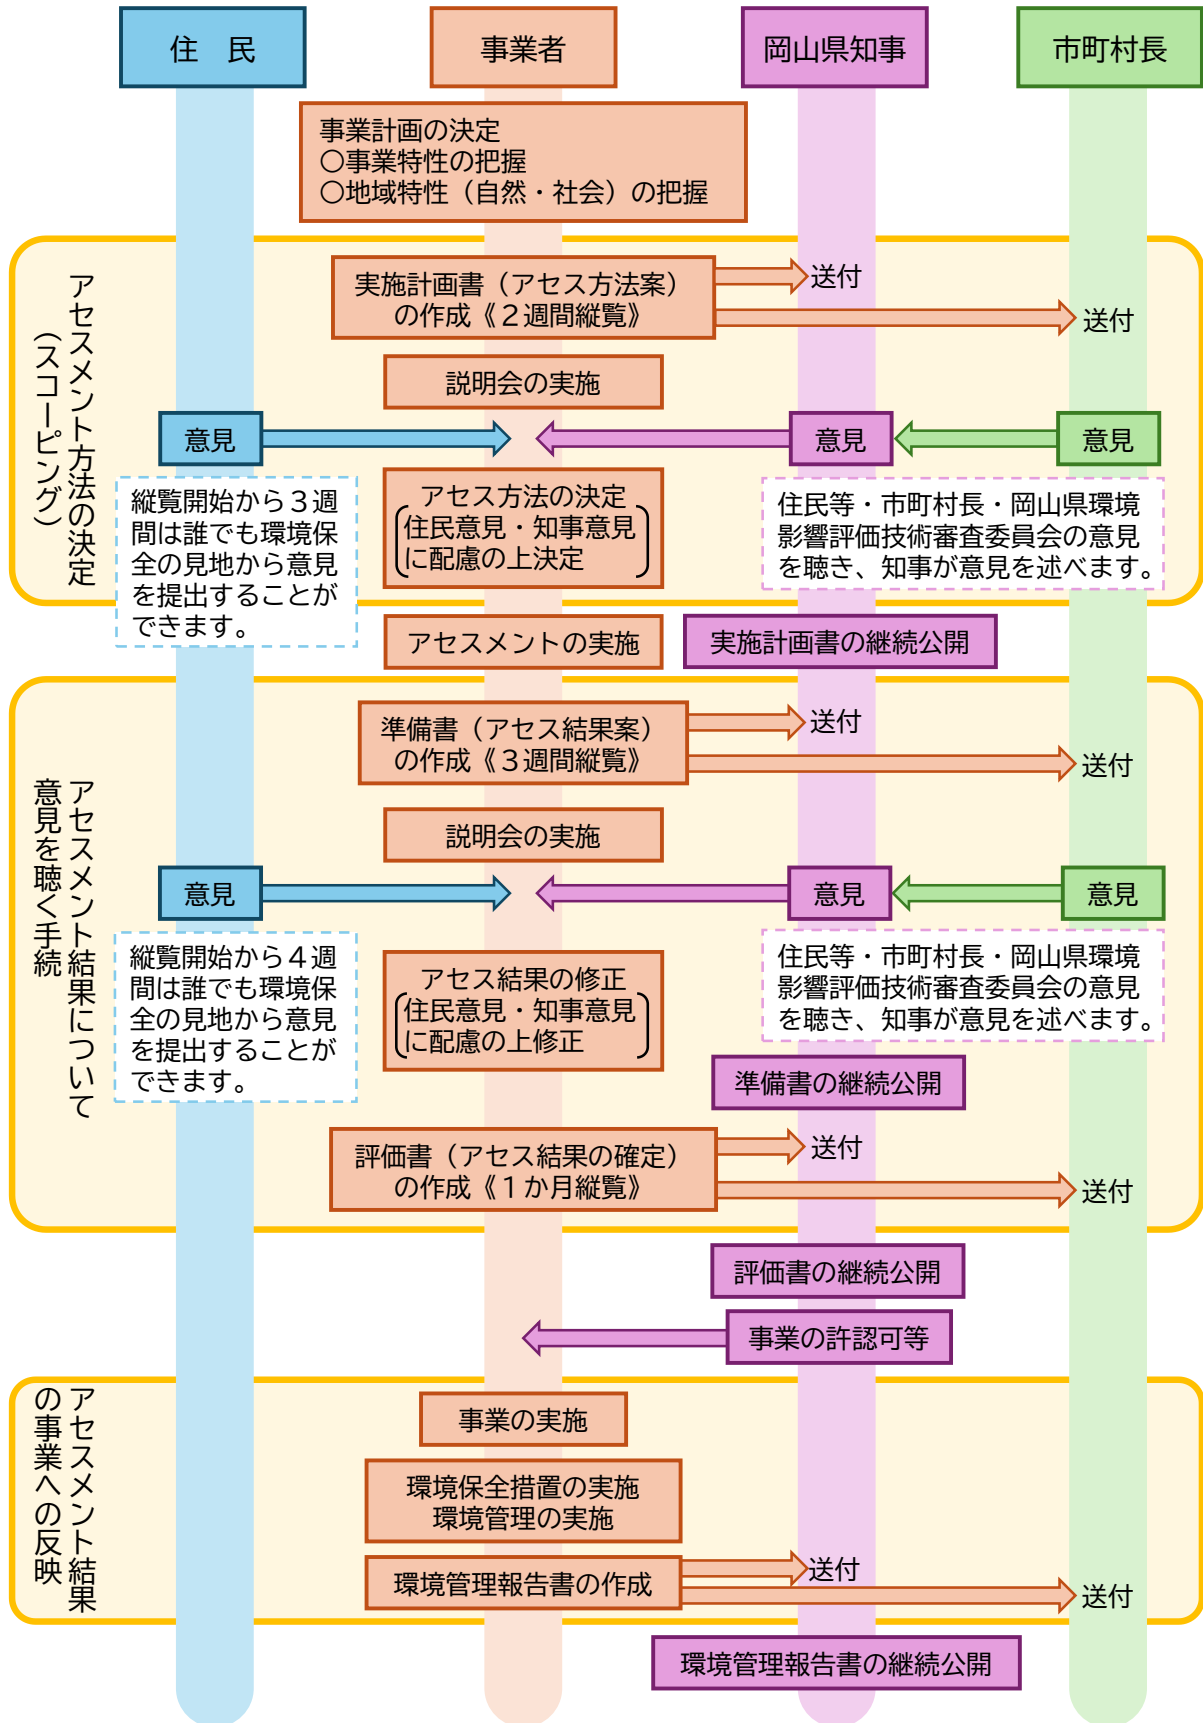 住　民
事業者
岡山県知事
市町村長
事業計画の決定
○事業特性の把握
○地域特性（自然・社会）の把握
アセスメント方法の決定
（スコーピング）
実施計画書（アセス方法案）
の作成《２週間縦覧》
送付
送付
説明会の実施
意見
意見
意見
縦覧開始から３週
間は誰でも環境保
全の見地から意見
を提出することが
できます。
アセス方法の決定
住民意見・知事意見
に配慮の上決定
住民等・市町村長・岡山県環境
影響評価技術審査委員会の意見
を聴き、知事が意見を述べます。
アセスメントの実施
実施計画書の継続公開
アセスメント結果について
意見を聴く手続
準備書（アセス結果案）
の作成《３週間縦覧》
送付
送付
説明会の実施
意見
意見
意見
縦覧開始から４週
間は誰でも環境保
全の見地から意見
を提出することが
できます。
アセス結果の修正
住民意見・知事意見
に配慮の上修正
住民等・市町村長・岡山県環境
影響評価技術審査委員会の意見
を聴き、知事が意見を述べます。
準備書の継続公開
評価書（アセス結果の確定）
の作成《１か月縦覧》
送付
送付
評価書の継続公開
事業の許認可等
アセスメント結果
の事業への反映
事業の実施
環境保全措置の実施
環境管理の実施
環境管理報告書の作成
送付
送付
環境管理報告書の継続公開